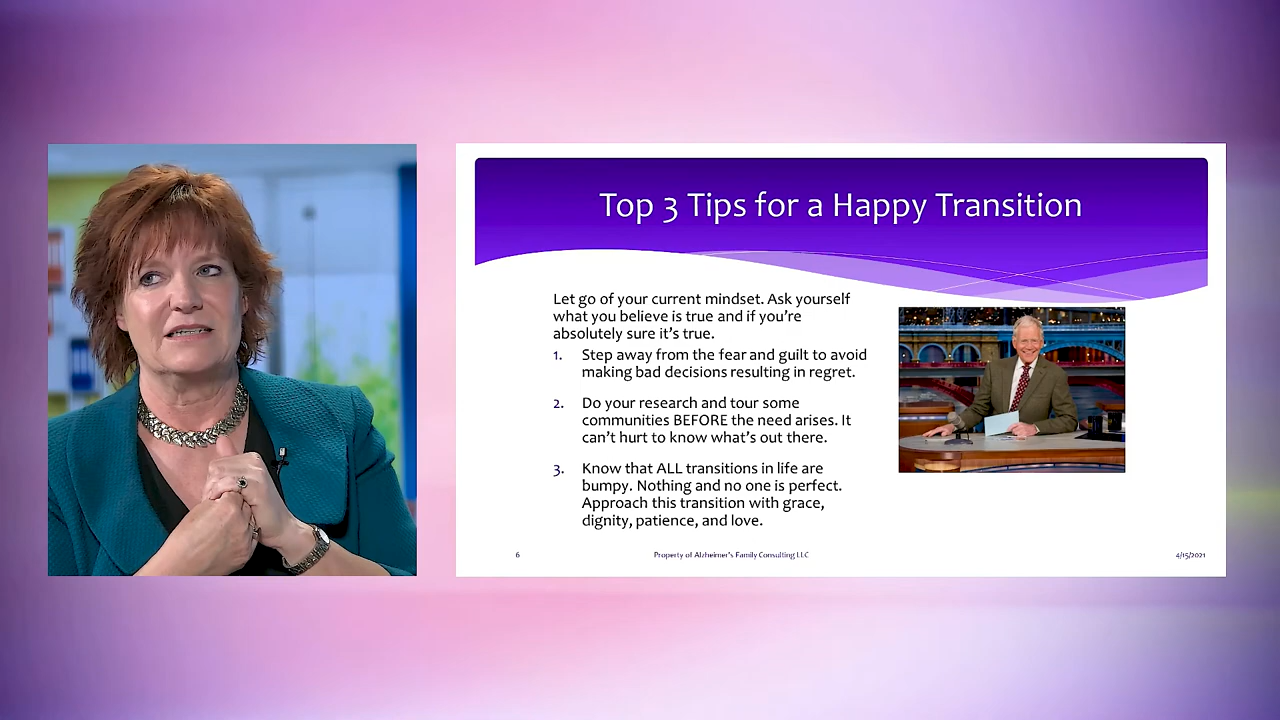 Top 3 Tips for a Happy Transition
Let go of your current mindset. Ask yourself
what you believe is true and if you're
absolutely sure it's true.
1. Step away from the fear and guilt to avoid
making bad decisions resulting in regret.
2. Do your research and tour some
communities BEFORE the need arises. It
can't hurt to know what's out there.
3. Know that ALL transitions in life are
bumpy. Nothing and no one is perfect.
Approach this transition with grace,
dignity, patience, and love.
6 Property of Alzheimer's Family Consulting LLC 4/15/2021